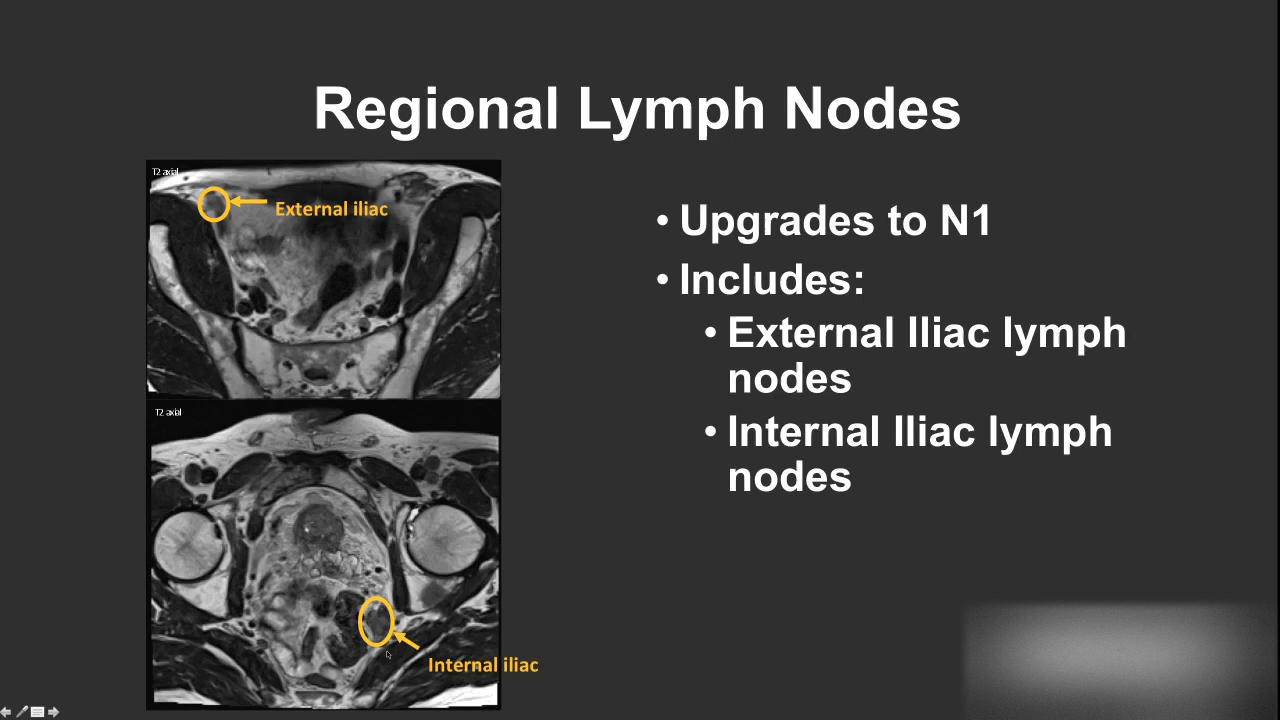 Regional Lymph Nodes
T2 axial
External iliac
T2 axial
Internal iliac
• Upgrades to N1
• Includes:
• External Iliac lymph
nodes
• Internal Iliac lymph
nodes